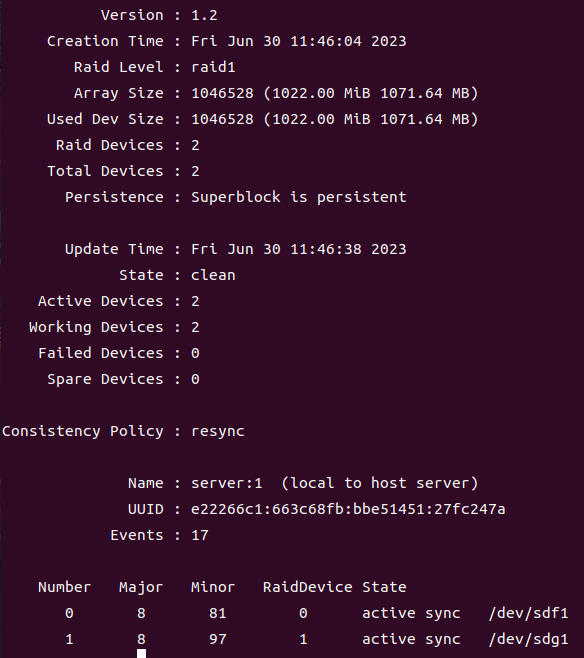 Version : 1.2
Creation Time : Fri Jun 30 11:46:04 2023
Raid Level : raid1
Array Size : 1046528 (1022.00 MiB 1071.64 MB)
Used Dev Size : 1046528 (1022.00 MiB 1071.64 MB)
Raid Devices : 2
Total Devices : 2
Persistence : Superblock is persistent
Update Time : Fri Jun 30 11:46:38 2023
State : clean
Active Devices : 2
Working Devices : 2
Failed Devices : 0
Spare Devices : 0
Consistency Policy : resync
Name : server:1  (local to host server)
UUID : e22266c1:663c68fb:bbe51451:27fc247a
Events : 17
Number   Major   Minor   RaidDevice State
0       8       81        0      active sync   /dev/sdf1
1       8       97        1      active sync   /dev/sdg1